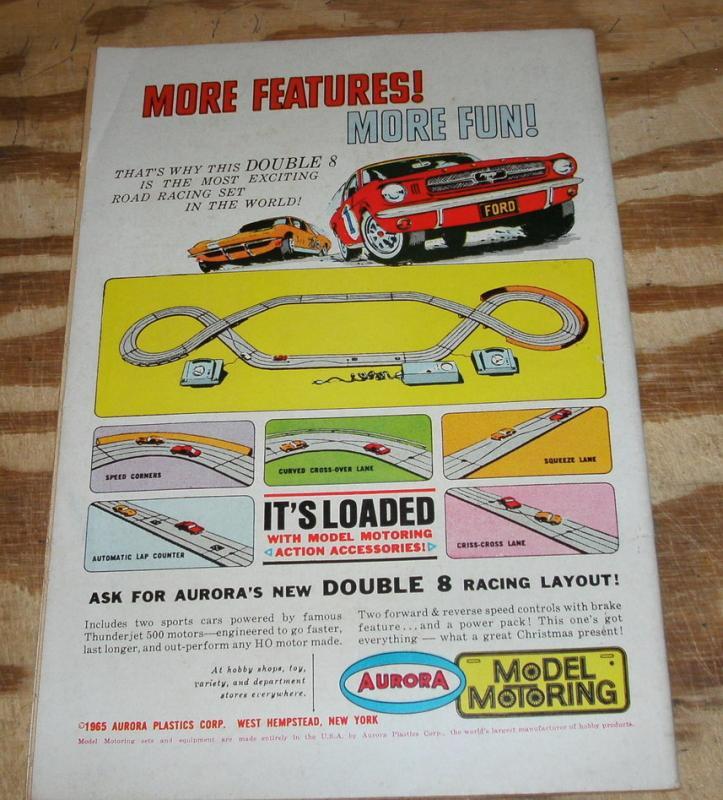 MORE FEATURES!
MORE FUN!
THAT'S WHY THIS DOUBLE 8
IS THE MOST EXCITING
ROAD RACING SET
IN THE WORLD!
1
FORD
SPEED CORNERS
CURVED CROSS-OVER LANE
SQUEEZE LANE
AUTOMATIC LAP COUNTER
IT'S LOADED
WITH MODEL MOTORING
ACTION ACCESSORIES!
CRISS-CROSS LANE
ASK FOR AURORA'S NEW DOUBLE 8 RACING LAYOUT!
Includes two sports cars powered by famous
Thunderjet 500 motors—engineered to go faster,
last longer, and out-perform any HO motor made.
Two forward & reverse speed controls with brake
feature...and a power pack! This one's got
everything — what a great Christmas present!
At hobby shops, toy,
variety, and department
stores everywhere.
AURORA
MODEL
MOTORING
©1965 AURORA PLASTICS CORP. WEST HEMPSTEAD, NEW YORK
Model Motoring sets and equipment are made entirely in the U.S.A. by Aurora Plastics Corp., the world's largest manufacturer of hobby products.